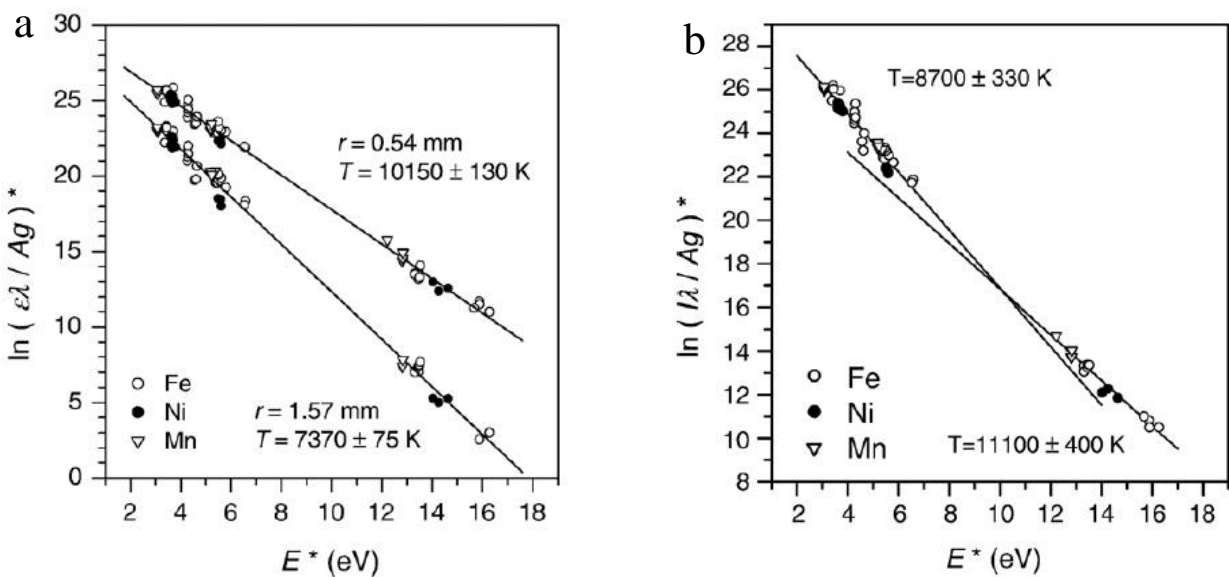 a
ln ( ελ / Ag ) *
30
25
20
15
10
5
0
r = 0.54 mm
T = 10150 ± 130 K
Fe
Ni
Mn
r = 1.57 mm
T = 7370 ± 75 K
2 4 6 8 10 12 14 16 18
E * (eV)
b
ln ( Iλ / Ag ) *
28
26
24
22
20
18
16
14
12
10
8
T=8700 ± 330 K
Fe
Ni
Mn
T=11100 ± 400 K
2 4 6 8 10 12 14 16 18
E * (eV)